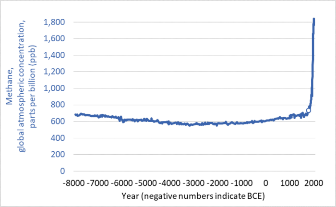 Methane,
global atmospheric concentration,
parts per billion (ppb)
1,800
1,600
1,400
1,200
1,000
800
600
400
200
0
-8000 -7000 -6000 -5000 -4000 -3000 -2000 -1000 0 1000 2000
Year (negative numbers indicate BCE)